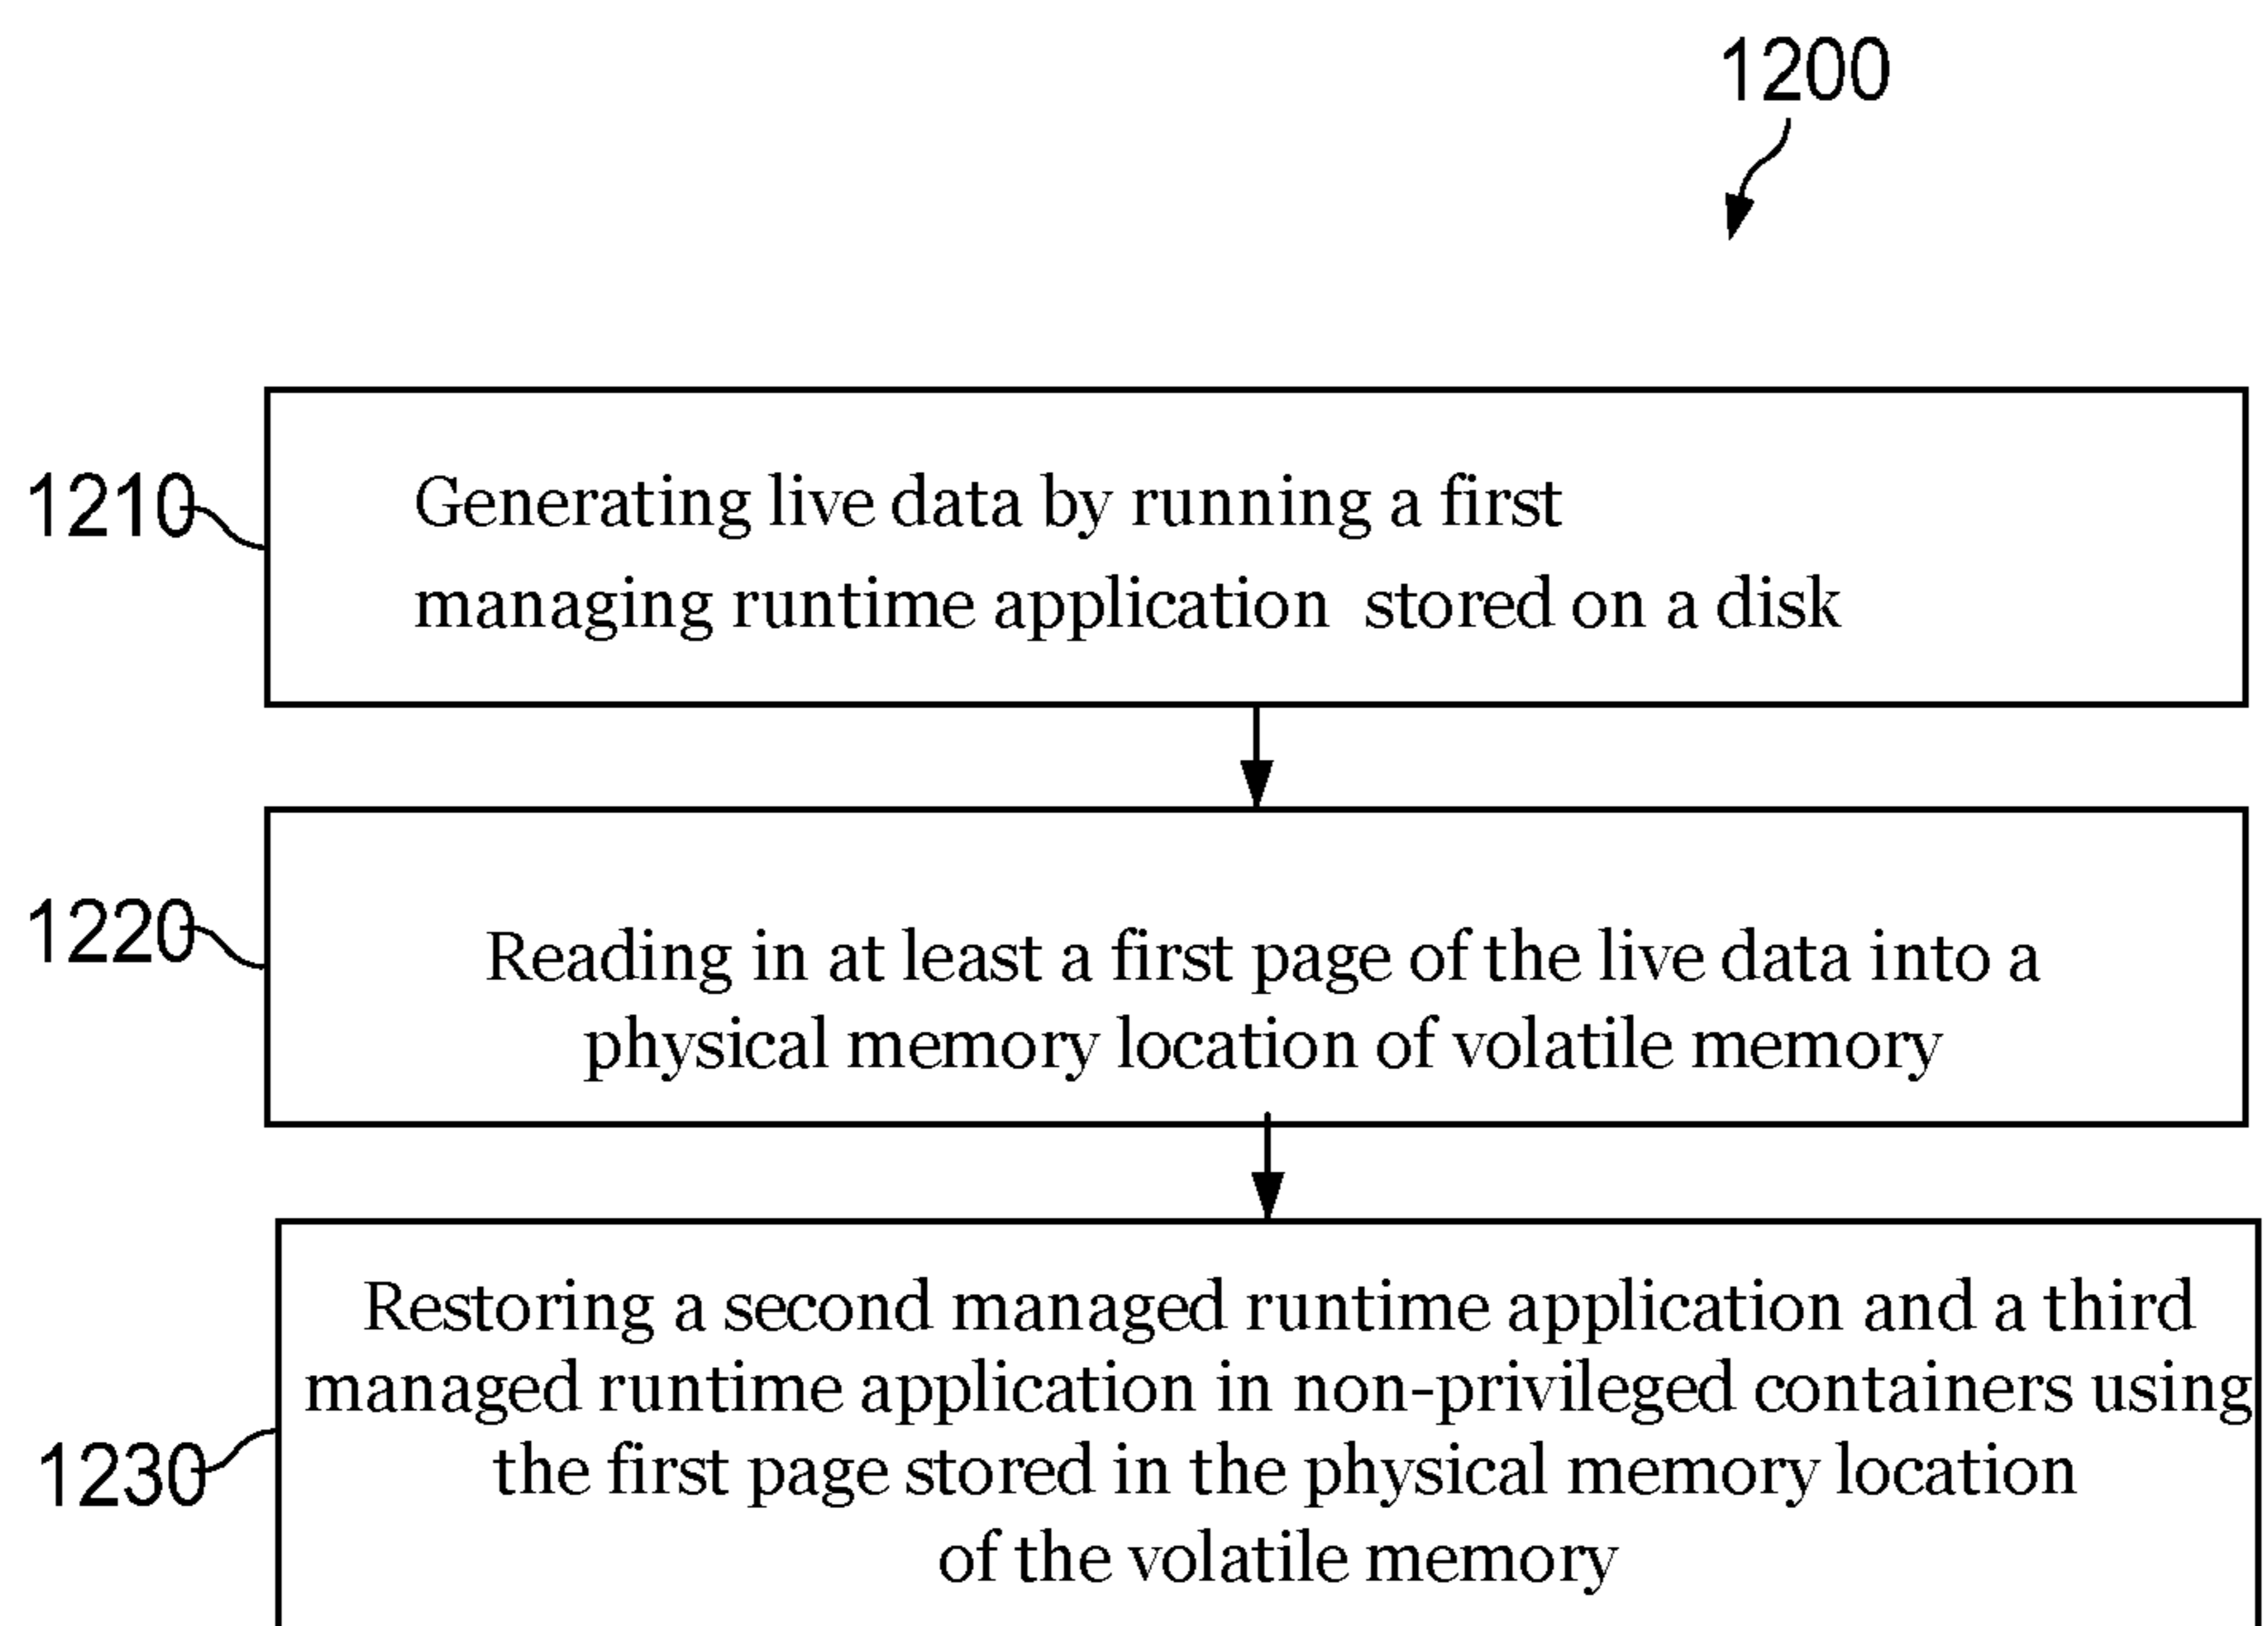 1200
1210
Generating live data by running a first
managing runtime application stored on a disk
1220
Reading in at least a first page of the live data into a
physical memory location of volatile memory
1230
Restoring a second managed runtime application and a third
managed runtime application in non-privileged containers using
the first page stored in the physical memory location
of the volatile memory